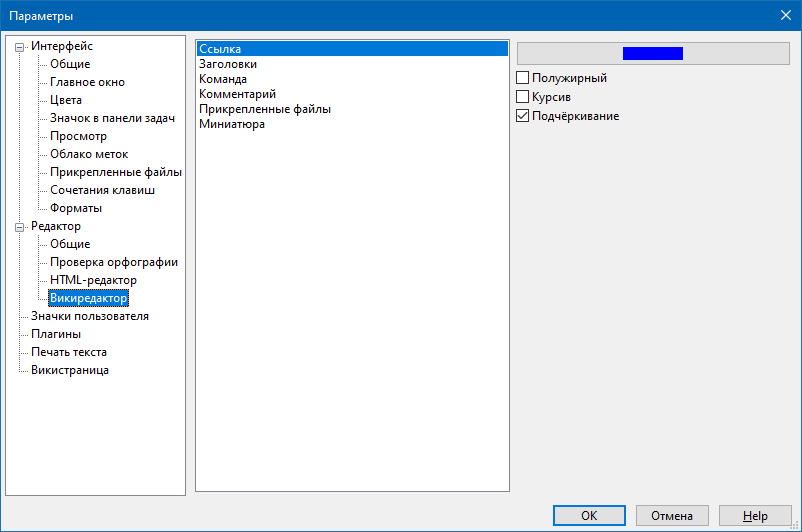 Параметры
Интерфейс
Общие
Главное окно
Цвета
Значок в панели задач
Просмотр
Облако меток
Прикрепленные файлы
Сочетания клавиш
Форматы
Редактор
Общие
Проверка орфографии
HTML-редактор
Викиредактор
Значки пользователя
Плагины
Печать текста
Викистраница
Ссылка
Заголовки
Команда
Комментарий
Прикрепленные файлы
Миниатюра
Полужирный
Курсив
Подчёркивание
OK
Отмена
Help